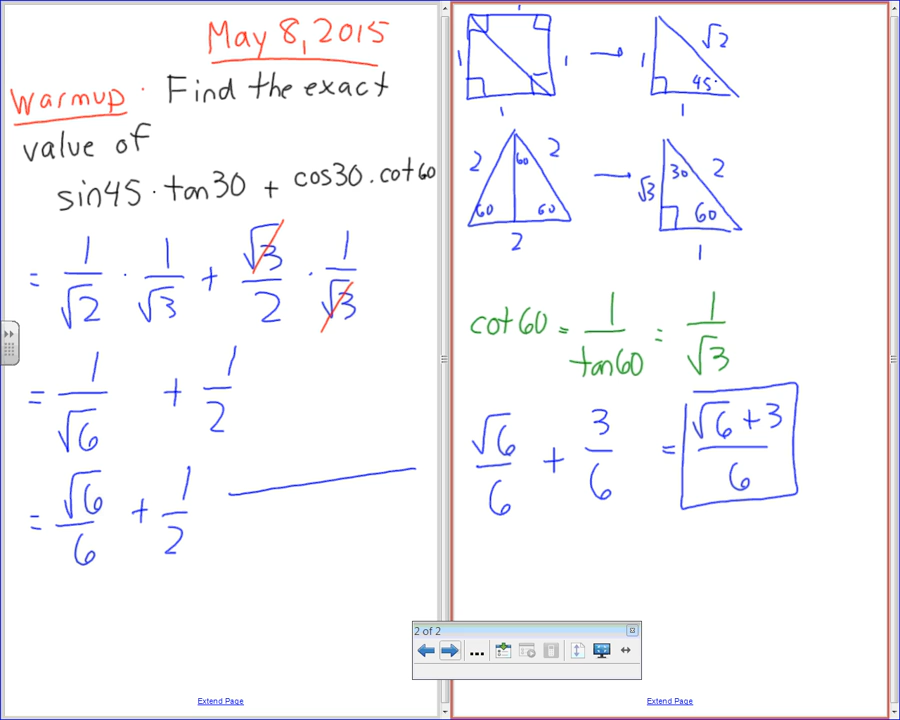 May 8, 2015
Warmup. Find the exact
value of
sin45 · tan30 + cos30 . cot60
= 1/√2 · 1/√3 + √3/2 · 1/√3
= 1/√6 + 1/2
= √6/6 + 1/2
1
1 1 → 1 √2
45°
1 1
2 60 2 → √3 30 2
60 60 60
2 1
cot60 = 1/tan60 = 1/√3
√6/6 + 3/6 = √6 + 3/6
2 of 2
...
Extend Page
Extend Page